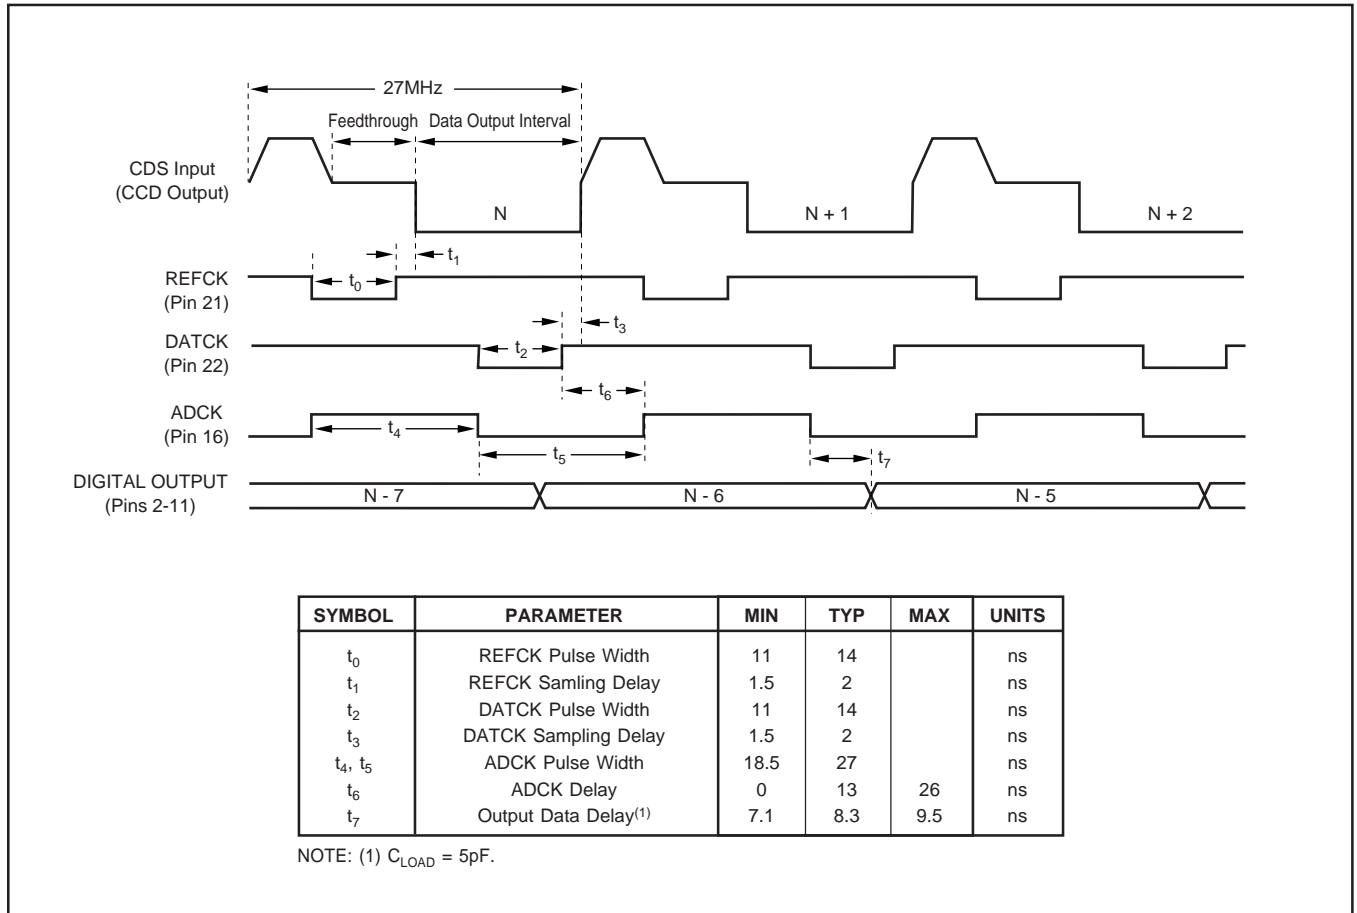 27MHz
Feedthrough Data Output Interval
CDS Input
(CCD Output)
N
N + 1
N + 2
t1
REFCK
(Pin 21)
t0
t3
DATCK
(Pin 22)
t2
t6
ADCK
(Pin 16)
t4
t5
t7
DIGITAL OUTPUT
(Pins 2-11)
N - 7
N - 6
N - 5
SYMBOL PARAMETER MIN TYP MAX UNITS
t0 REFCK Pulse Width 11 14 ns
t1 REFCK Samling Delay 1.5 2 ns
t2 DATCK Pulse Width 11 14 ns
t3 DATCK Sampling Delay 1.5 2 ns
t4, t5 ADCK Pulse Width 18.5 27 ns
t6 ADCK Delay 0 13 26 ns
t7 Output Data Delay(1) 7.1 8.3 9.5 ns
NOTE: (1) CLOAD = 5pF.